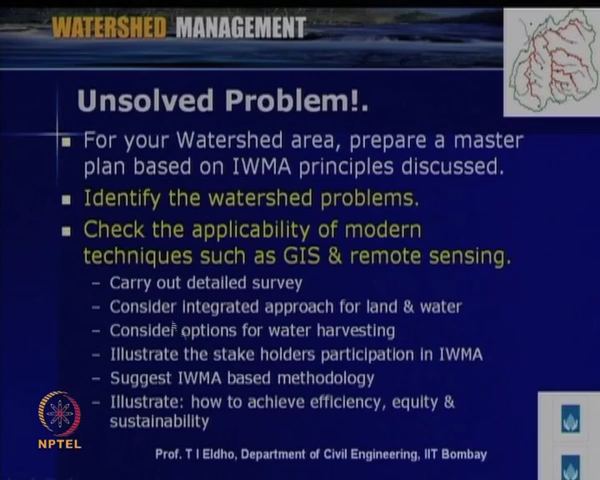 WATERSHED MANAGEMENT
Unsolved Problem!.
For your Watershed area, prepare a master
plan based on IWMA principles discussed.
Identify the watershed problems.
Check the applicability of modern
techniques such as GIS & remote sensing.
– Carry out detailed survey
– Consider integrated approach for land & water
– Consider options for water harvesting
– Illustrate the stake holders participation in IWMA
– Suggest IWMA based methodology
– Illustrate: how to achieve efficiency, equity &
sustainability
NPTEL
Prof. T I Eldho, Department of Civil Engineering, IIT Bombay